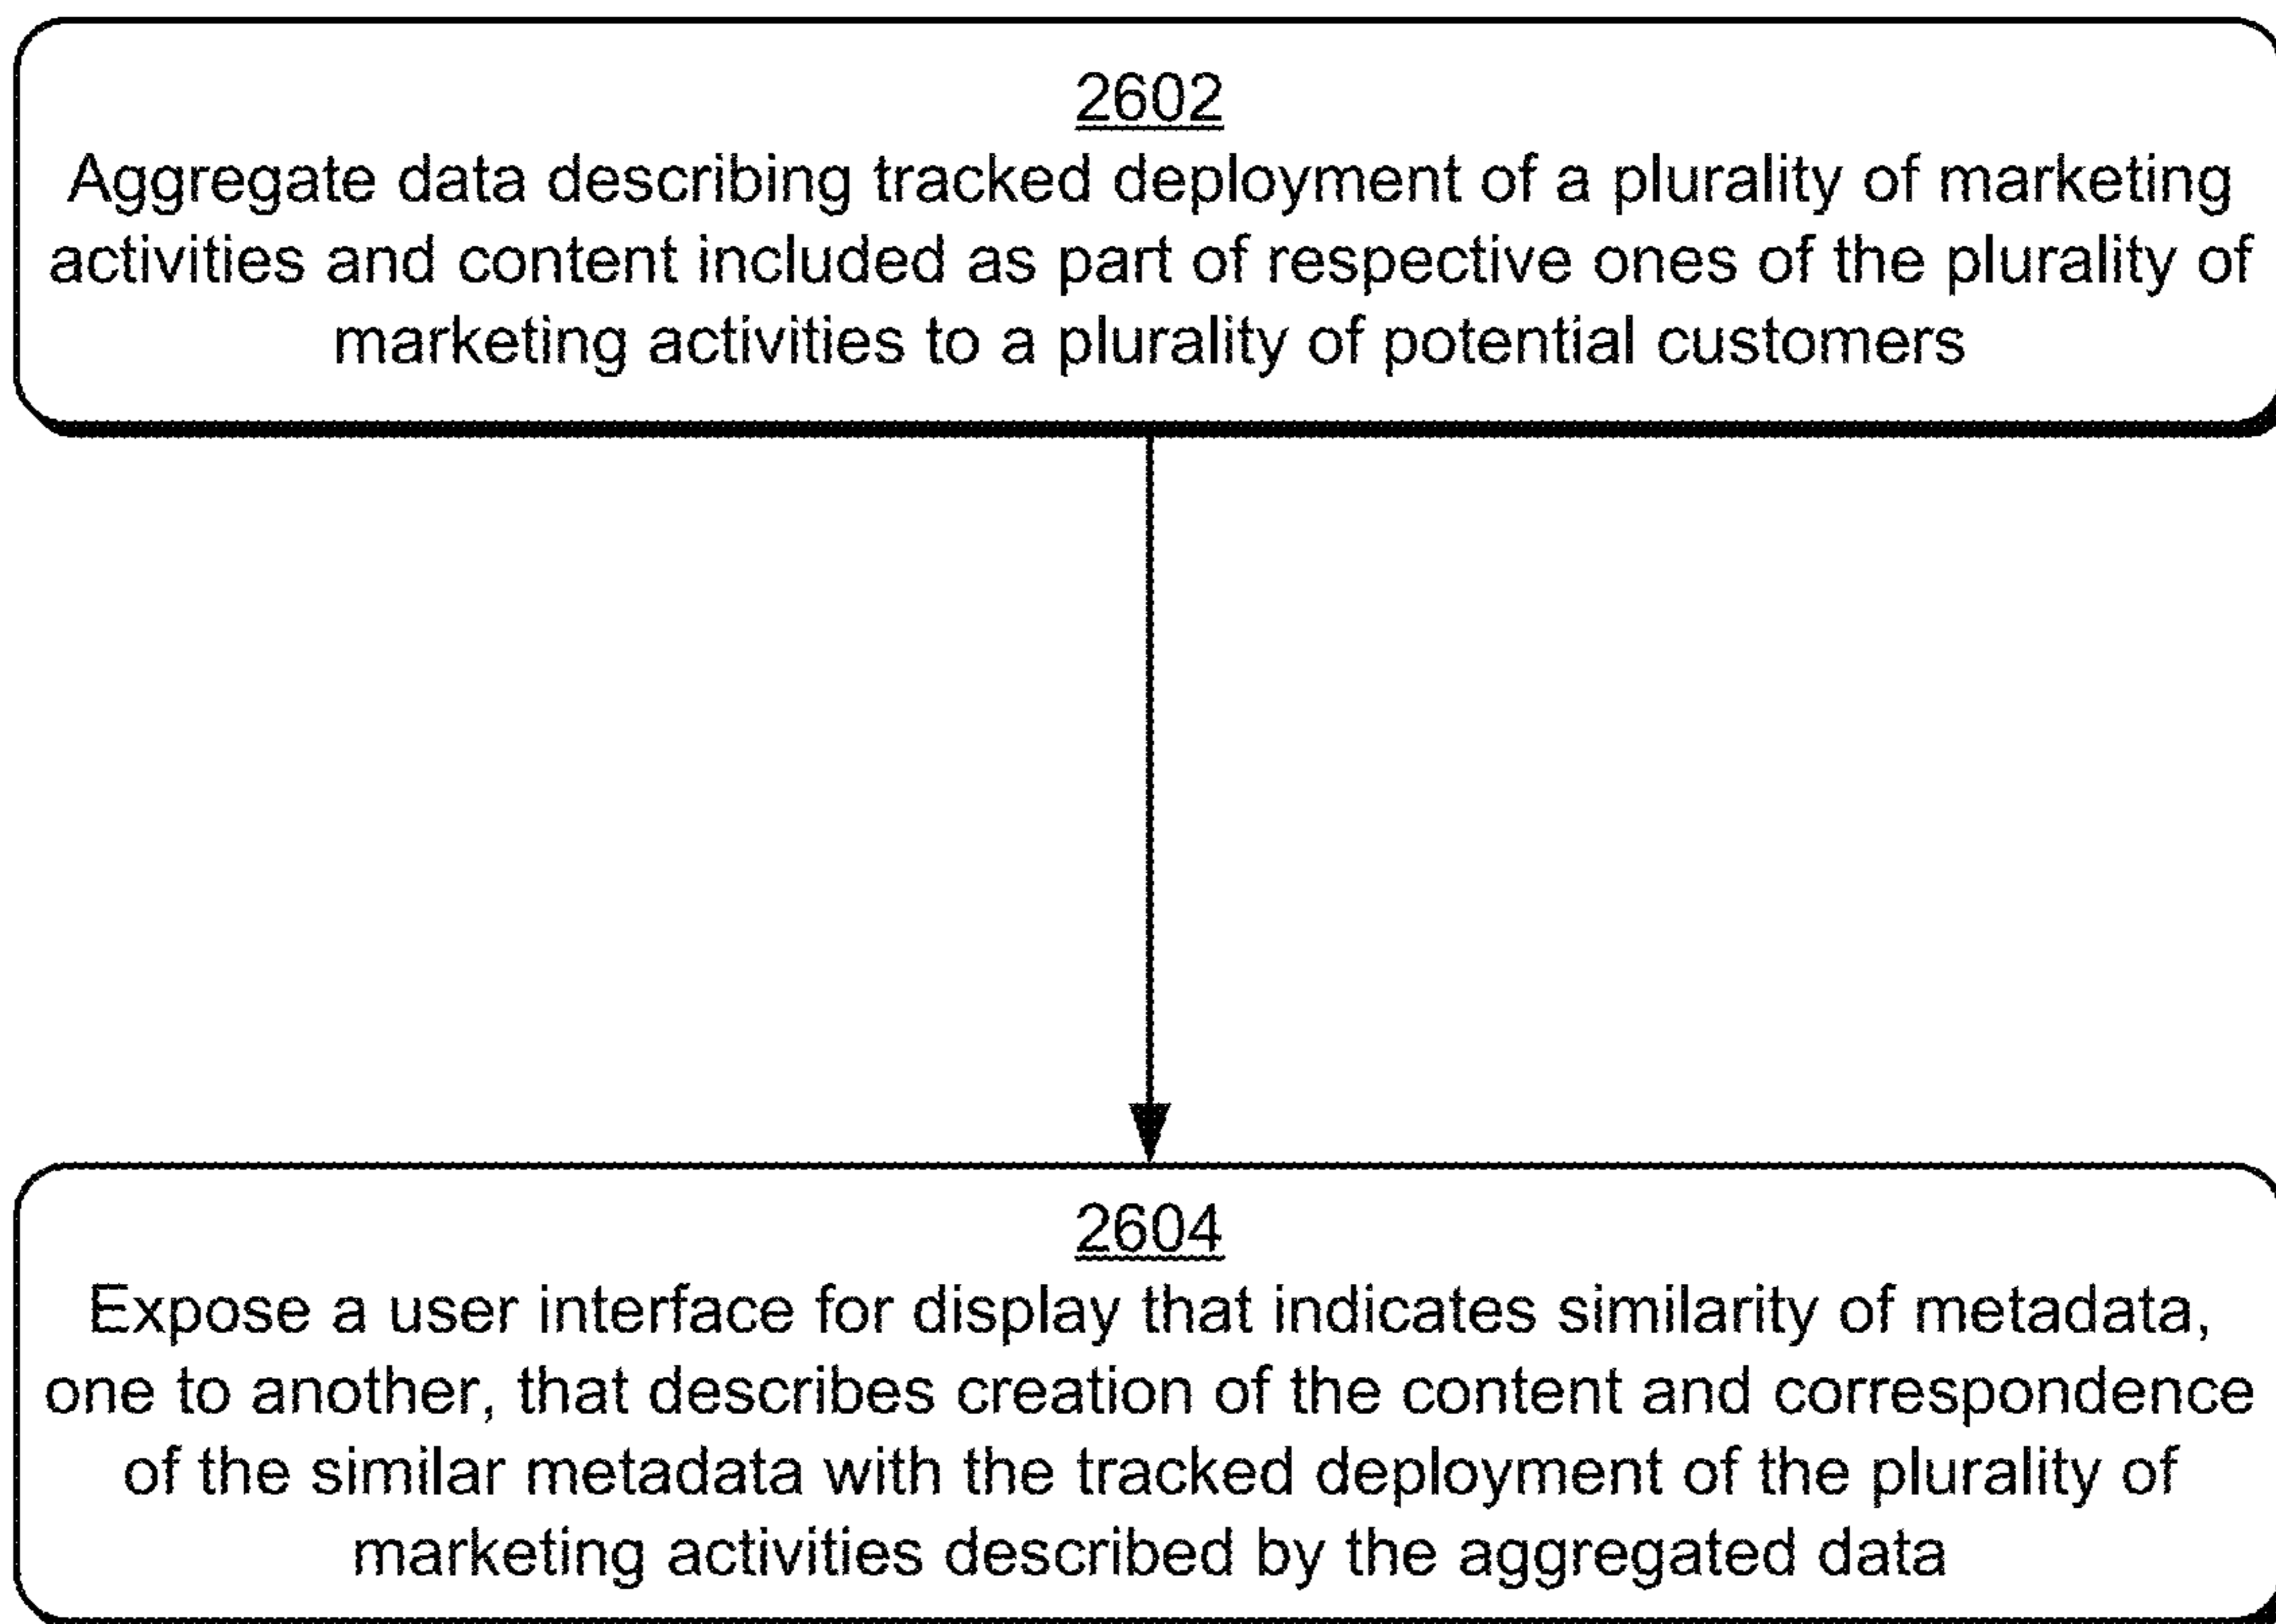 2602
Aggregate data describing tracked deployment of a plurality of marketing
activities and content included as part of respective ones of the plurality of
marketing activities to a plurality of potential customers
2604
Expose a user interface for display that indicates similarity of metadata,
one to another, that describes creation of the content and correspondence
of the similar metadata with the tracked deployment of the plurality of
marketing activities described by the aggregated data